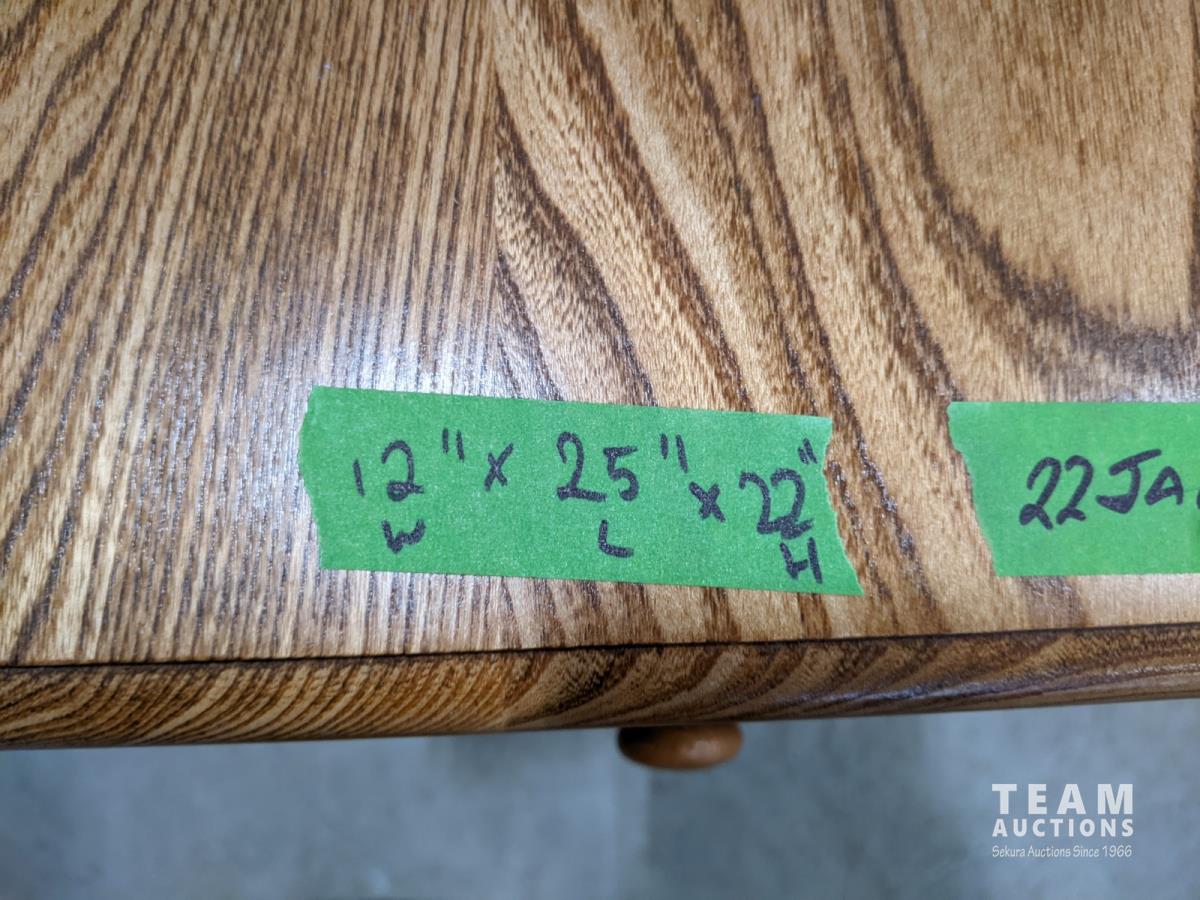 12" x 25" x 22"
W L H
22JA
TEAM
AUCTIONS
Sekura Auctions Since 1966